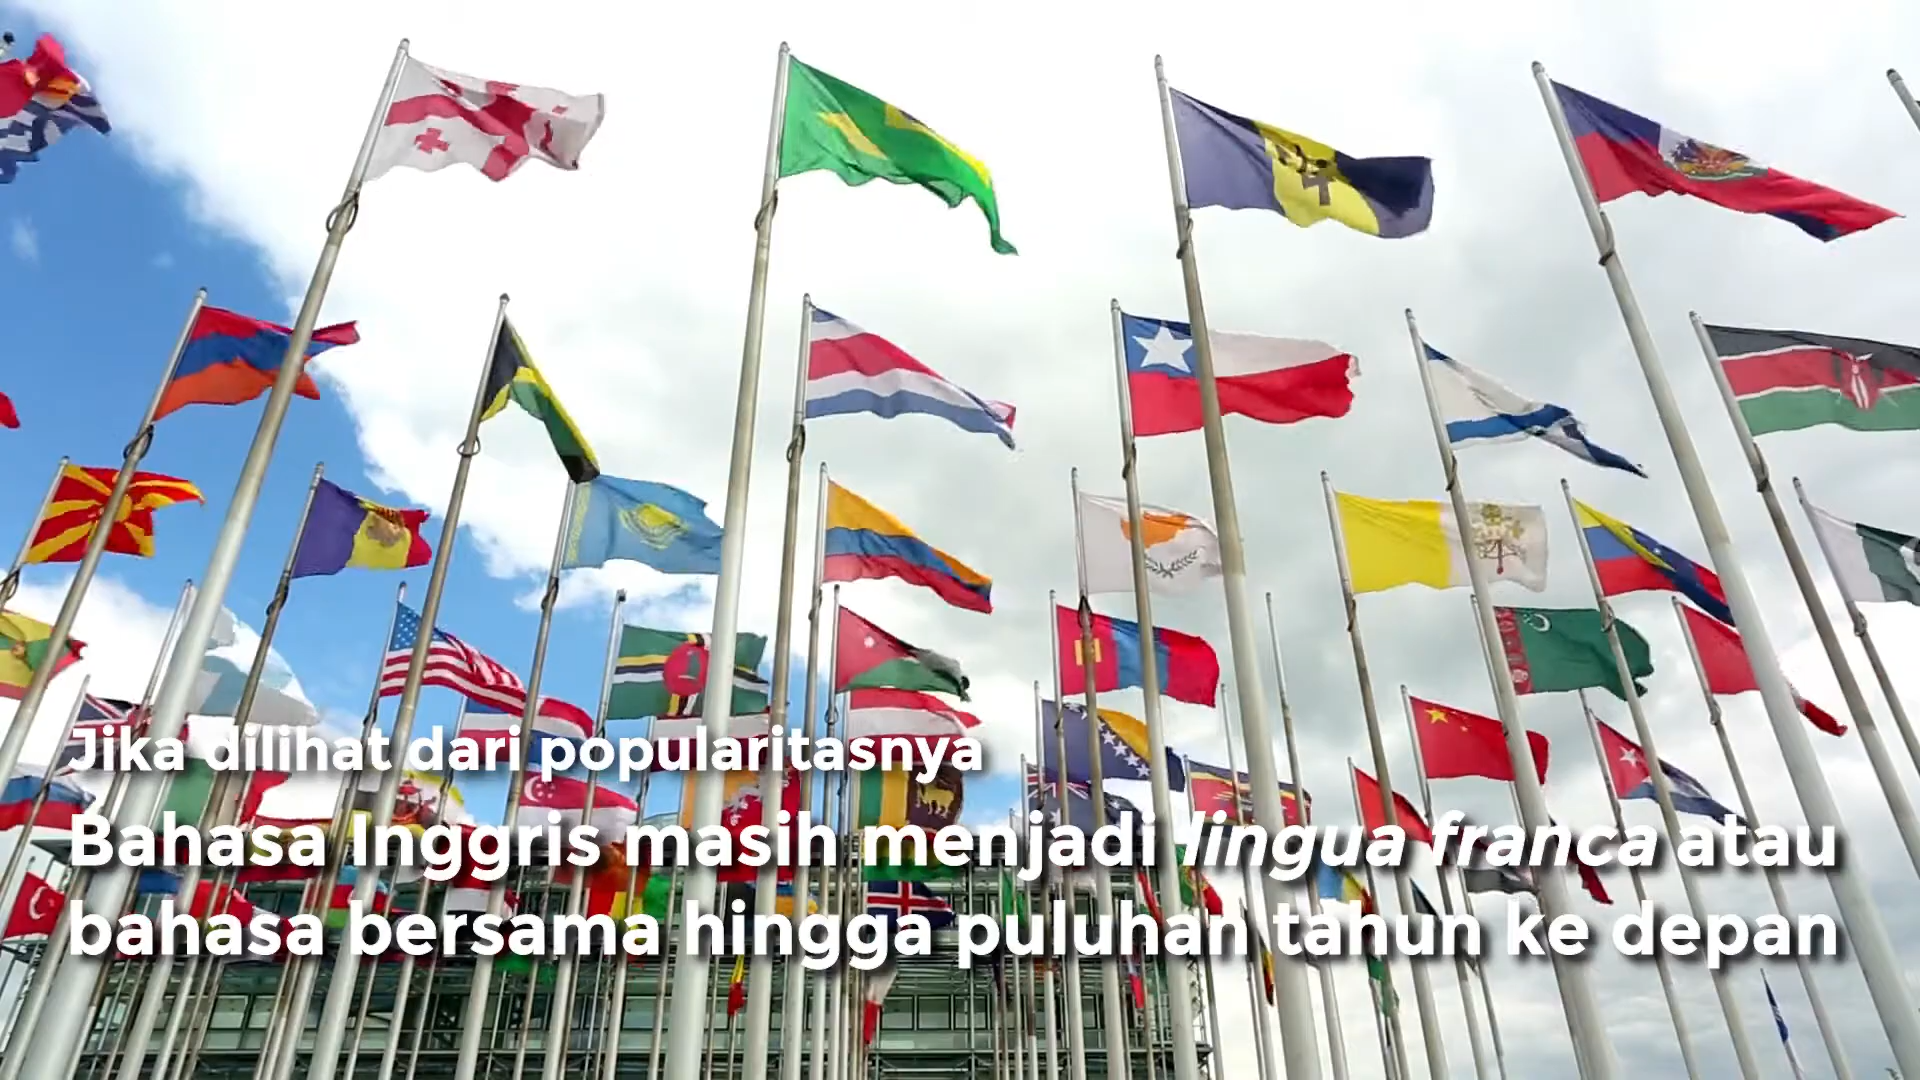 Jika dilihat dari popularitasnya
Bahasa Inggris masih menjadi lingua franca atau
bahasa bersama hingga puluhan tahun ke depan